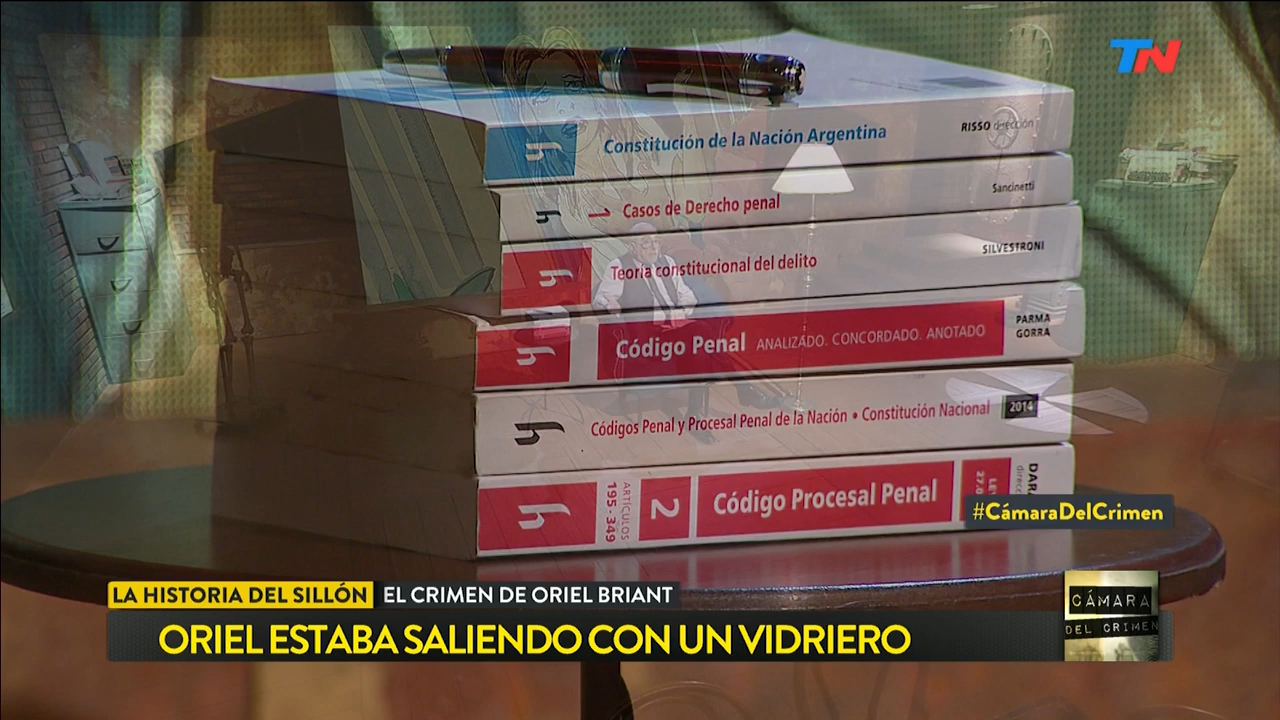 TN
h Constitución de la Nación Argentina RISSO dirección
h 1 Casos de Derecho penal Sancinetti
h Teoría constitucional del delito SILVESTRONI
h Código Penal ANALIZADO. CONCORDADO. ANOTADO PARMA GORRA
h Códigos Penal y Procesal Penal de la Nación • Constitución Nacional 2014
h ARTÍCULOS 195-349 2 Código Procesal Penal
#CámaraDelCrimen
LA HISTORIA DEL SILLÓN EL CRIMEN DE ORIEL BRIANT
ORIEL ESTABA SALIENDO CON UN VIDRIERO
CÁMARA
DEL CRIMEN